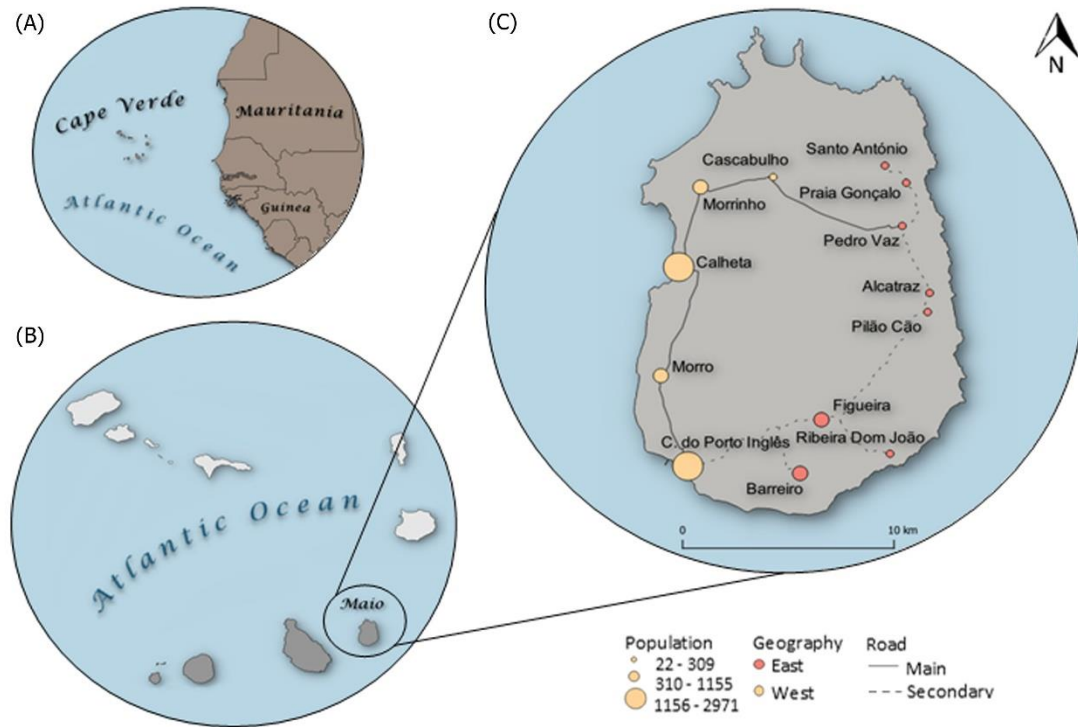 (A)
Cape Verde
Mauritania
Guinea
Atlantic Ocean
(B)
Atlantic Ocean
Maio
(C)
N
Santo António
Cascabulho
Praia Gonçalo
Morrinho
Pedro Vaz
Calheta
Alcatraz
Pilão Cão
Morro
Figueira
C. do Porto Inglês
Ribeira Dom João
Barreiro
0 10 km
Population
22 - 309
310 - 1155
1156 - 2971
Geography
East
West
Road
Main
Secondary